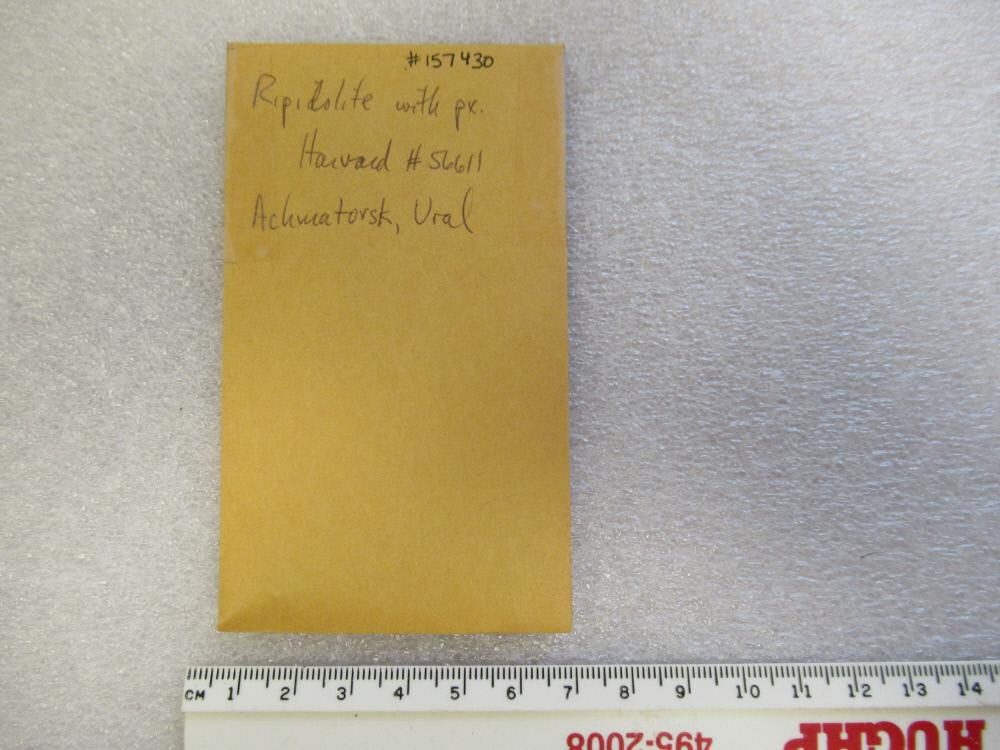 #157430
Ripidolite with px.
Harvard #56611
Achmatovsk, Ural
CM 1 2 3 4 5 6 7 8 9 10 11 12 13 14
495-2008